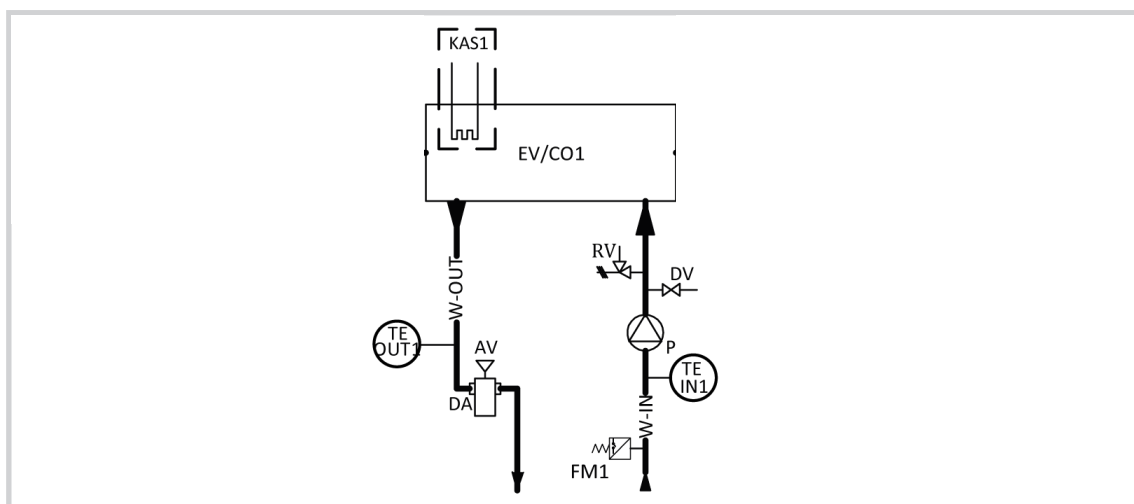 KAS1
EV/CO1
RV
DV
W-OUT
TE
OUT1
AV
P
TE
IN1
DA
W-IN
FM1